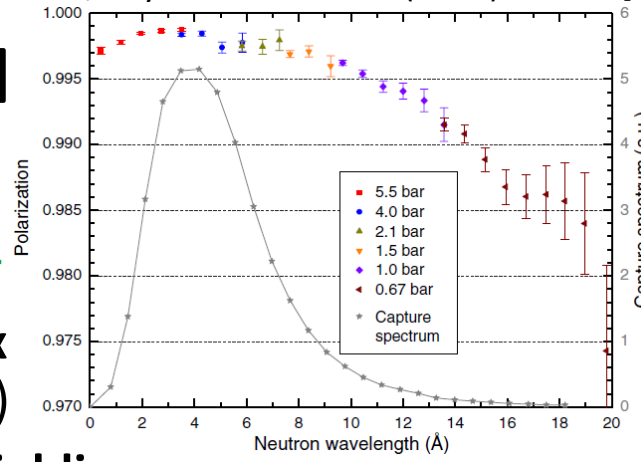 1.000
0.995
0.990
0.985
0.980
0.975
0.970
Polarization
0
2
4
6
8
10
12
14
16
18
20
Neutron wavelength (Å)
6
5
4
3
2
1
0
5.5 bar
4.0 bar
2.1 bar
1.5 bar
1.0 bar
0.67 bar
Capture
spectrum
Capture spectrum